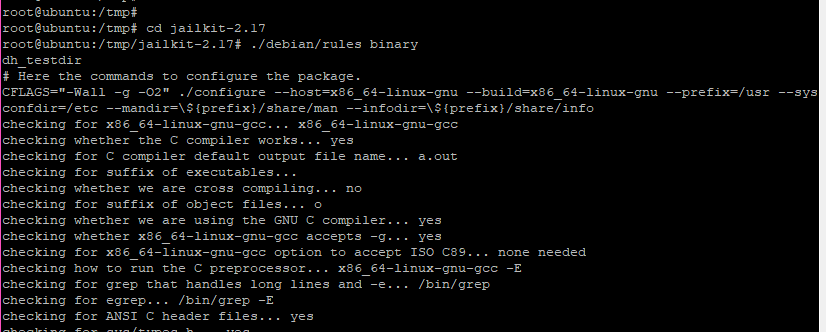 root@ubuntu:/tmp#
root@ubuntu:/tmp# cd jailkit-2.17
root@ubuntu:/tmp/jailkit-2.17# ./debian/rules binary
dh_testdir
# Here the commands to configure the package.
CFLAGS="-Wall -g -O2" ./configure --host=x86_64-linux-gnu --build=x86_64-linux-gnu --prefix=/usr --sys
confdir=/etc --mandir=\${prefix}/share/man --infodir=\${prefix}/share/info
checking for x86_64-linux-gnu-gcc... x86_64-linux-gnu-gcc
checking whether the C compiler works... yes
checking for C compiler default output file name... a.out
checking for suffix of executables...
checking whether we are cross compiling... no
checking for suffix of object files... o
checking whether we are using the GNU C compiler... yes
checking whether x86_64-linux-gnu-gcc accepts -g... yes
checking for x86_64-linux-gnu-gcc option to accept ISO C89... none needed
checking how to run the C preprocessor... x86_64-linux-gnu-gcc -E
checking for grep that handles long lines and -e... /bin/grep
checking for egrep... /bin/grep -E
checking for ANSI C header files... yes
checking for sys/types.h... yes